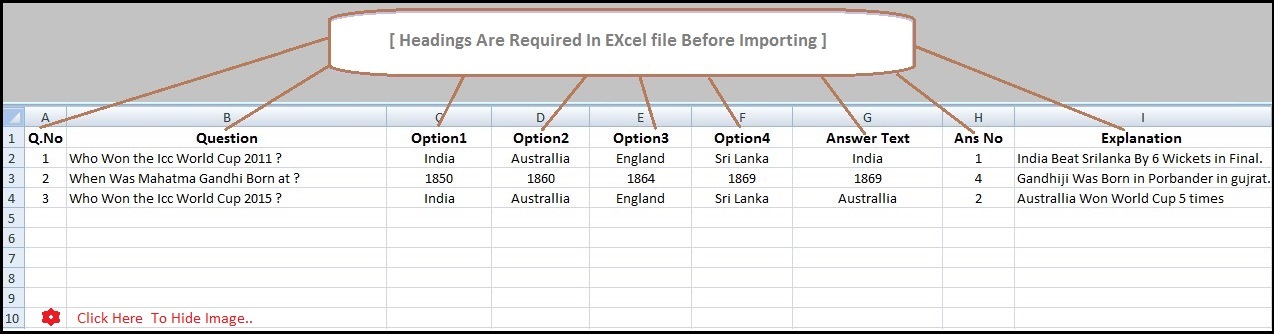 [ Headings Are Required In EXcel file Before Importing ]
A B C D E F G H I
1 Q.No Question Option1 Option2 Option3 Option4 Answer Text Ans No Explanation
2 1 Who Won the Icc World Cup 2011 ? India Australlia England Sri Lanka India 1 India Beat Srilanka By 6 Wickets in Final.
3 2 When Was Mahatma Gandhi Born at ? 1850 1860 1864 1869 1869 4 Gandhiji Was Born in Porbander in gujrat.
4 3 Who Won the Icc World Cup 2015 ? India Australlia England Sri Lanka Australlia 2 Australlia Won World Cup 5 times
5
6
7
8
9
10 Click Here To Hide Image..